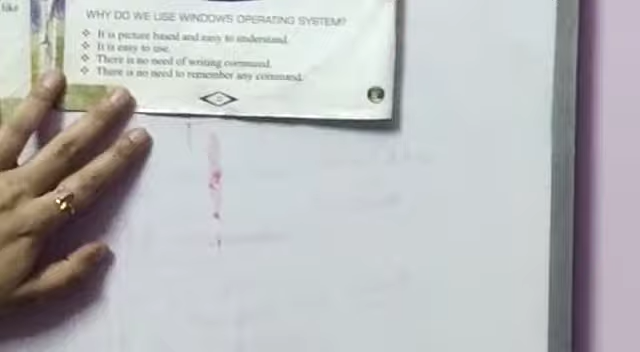 like
WHY DO WE USE WINDOWS OPERATING SYSTEM?
❖ It is picture based and easy to understand.
❖ It is easy to use.
❖ There is no need of writing command.
❖ There is no need to remember any command.